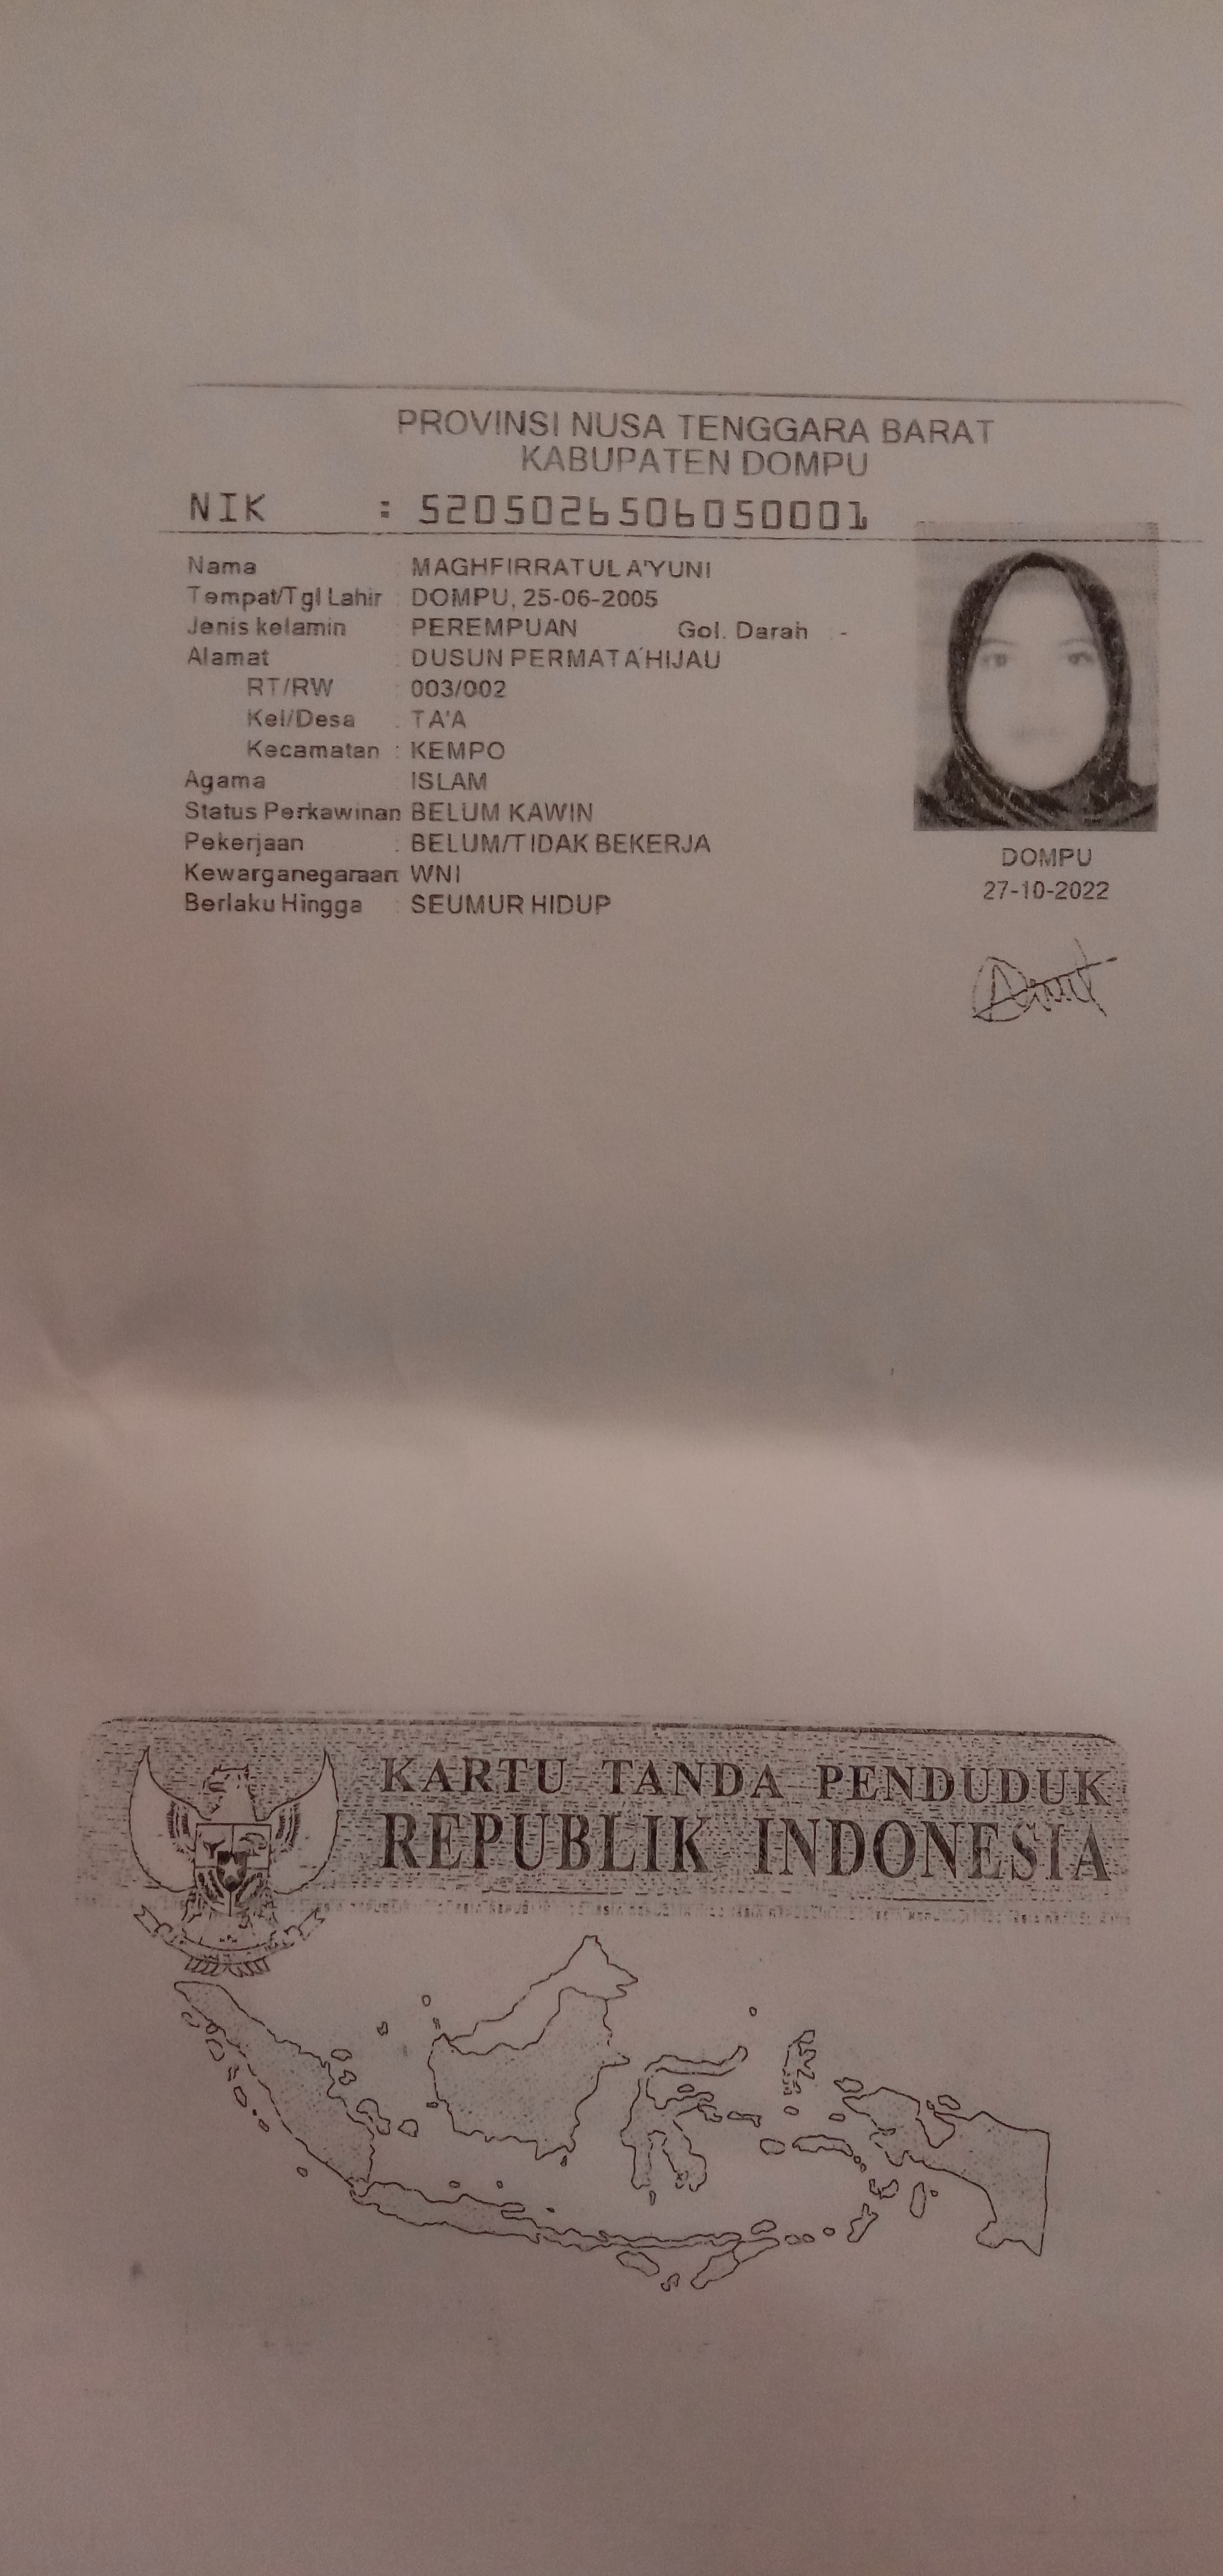 PROVINSI NUSA TENGGARA BARAT
KABUPATEN DOMPU
NIK : 5205026506050001
Nama : MAGHFIRRATUL A'YUNI
Tempat/Tgl Lahir : DOMPU, 25-06-2005
Jenis kelamin : PEREMPUAN Gol. Darah : -
Alamat : DUSUN PERMATA HIJAU
RT/RW : 003/002
Kel/Desa : TA'A
Kecamatan : KEMPO
Agama : ISLAM
Status Perkawinan BELUM KAWIN
Pekerjaan : BELUM/TIDAK BEKERJA
Kewarganegaraan WNI
Berlaku Hingga : SEUMUR HIDUP
DOMPU
27-10-2022
KARTU TANDA PENDUDUK
REPUBLIK INDONESIA